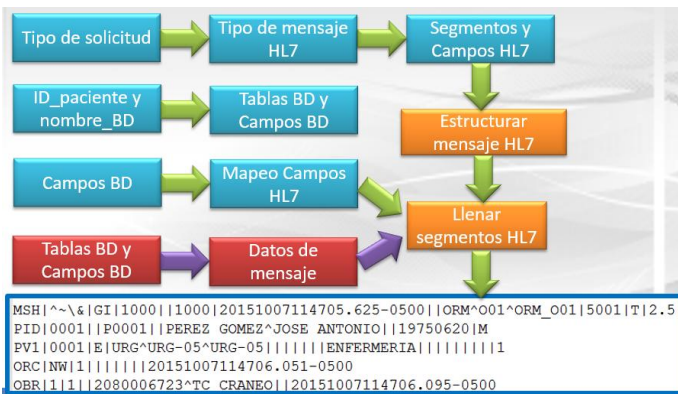 Tipo de solicitud
Tipo de mensaje
HL7
Segmentos y
Campos HL7
ID_paciente y
nombre_BD
Tablas BD y
Campos BD
Estructurar
mensaje HL7
Campos BD
Mapeo Campos
HL7
Llenar
segmentos HL7
Tablas BD y
Campos BD
Datos de
mensaje
MSH|^~\&|GI|1000||1000|20151007114705.625-0500||ORM^O01^ORM_O01|5001|T|2.5
PID|0001||P0001||PEREZ GOMEZ^JOSE ANTONIO||19750620|M
PV1|0001|E|URG^URG-05^URG-05|||||||ENFERMERIA|||||||||1
ORC|NW|1|||||||20151007114706.051-0500
OBR|1|1||2080006723^TC CRANEO||20151007114706.095-0500